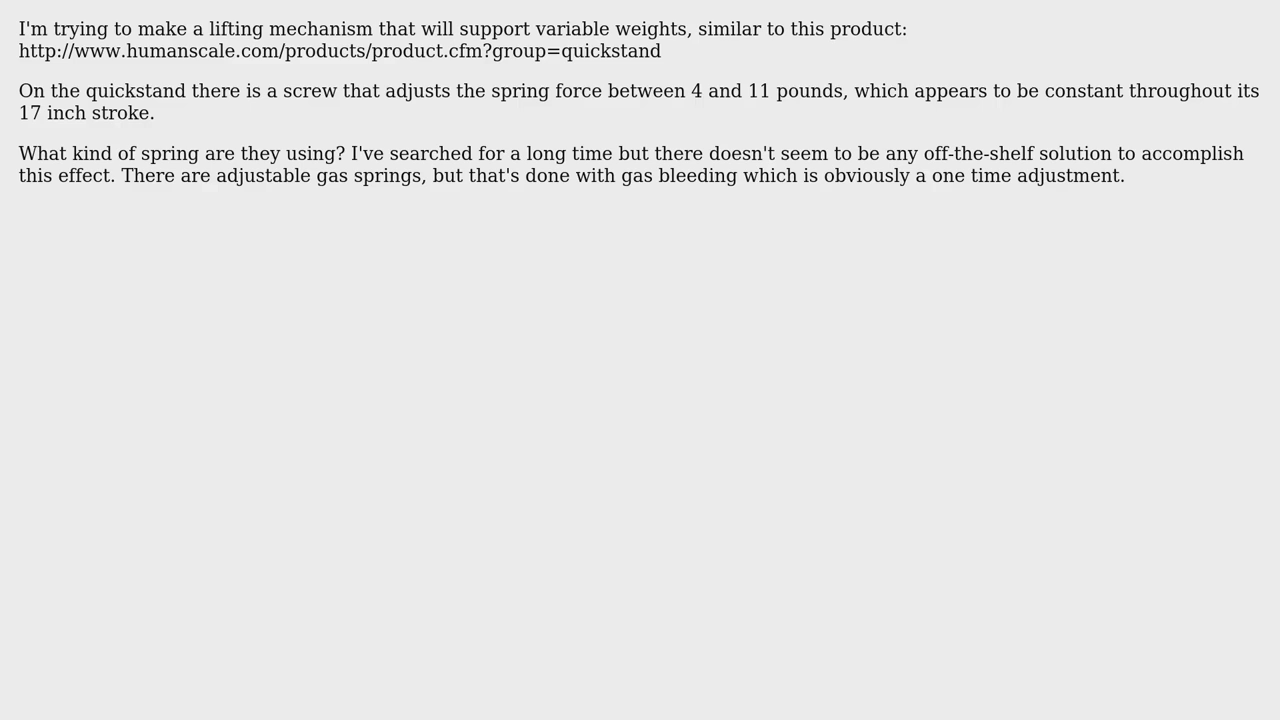 I'm trying to make a lifting mechanism that will support variable weights, similar to this product:
http://www.humanscale.com/products/product.cfm?group=quickstand
On the quickstand there is a screw that adjusts the spring force between 4 and 11 pounds, which appears to be constant throughout its
17 inch stroke.
What kind of spring are they using? I've searched for a long time but there doesn't seem to be any off-the-shelf solution to accomplish
this effect. There are adjustable gas springs, but that's done with gas bleeding which is obviously a one time adjustment.